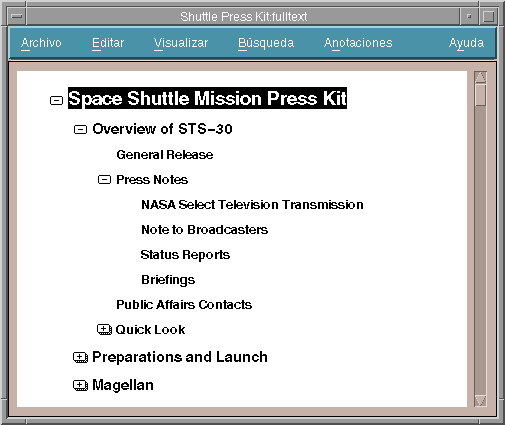 Shuttle Press Kit:fulltext
Archivo Editar Visualizar Búsqueda Anotaciones Ayuda
Space Shuttle Mission Press Kit
Overview of STS-30
General Release
Press Notes
NASA Select Television Transmission
Note to Broadcasters
Status Reports
Briefings
Public Affairs Contacts
Quick Look
Preparations and Launch
Magellan